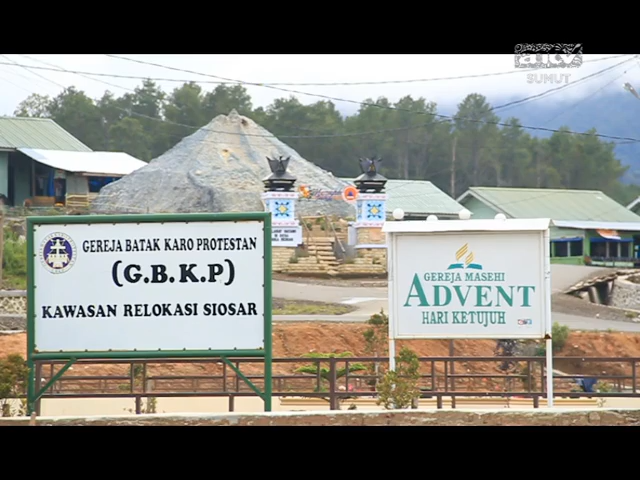 antv
SUMUT
GEREJA BATAK KARO PROTESTAN
(G.B.K.P)
KAWASAN RELOKASI SIOSAR
GEREJA MASEHI
ADVENT
HARI KETUJUH